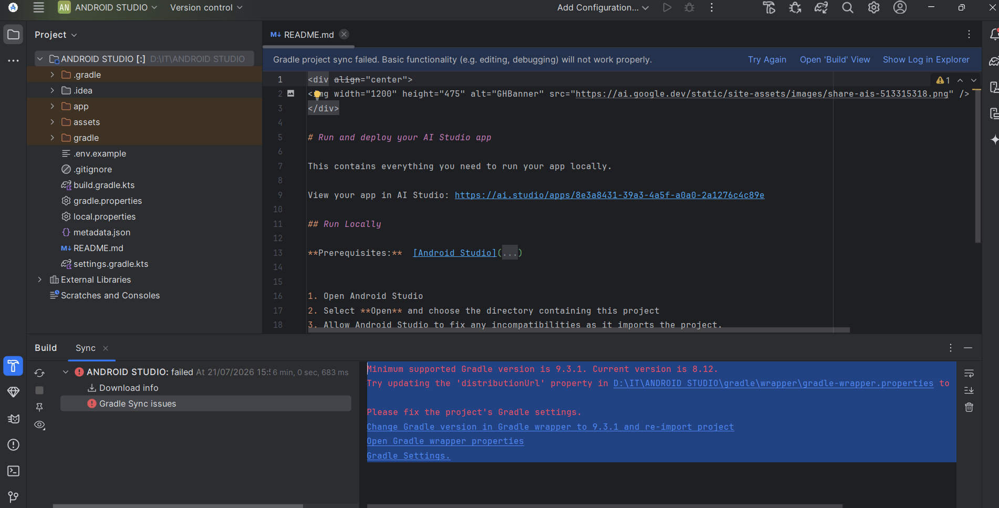 AN ANDROID STUDIO Version control Add Configuration...
Project
ANDROID STUDIO [:] D:\IT\ANDROID STUDIO
.gradle
.idea
app
assets
gradle
.env.example
.gitignore
build.gradle.kts
gradle.properties
local.properties
metadata.json
README.md
settings.gradle.kts
External Libraries
Scratches and Consoles
README.md
Gradle project sync failed. Basic functionality (e.g. editing, debugging) will not work properly. Try Again Open 'Build' View Show Log in Explorer
1 <div align="center">
1
2 <img width="1200" height="475" alt="GHBanner" src="https://ai.google.dev/static/site-assets/images/share-ais-513315318.png" />
3 </div>
4
5 # Run and deploy your AI Studio app
6
7 This contains everything you need to run your app locally.
8
9 View your app in AI Studio: https://ai.studio/apps/8e3a8431-39a3-4a5f-a0a0-2a1276c4c89e
10
11 ## Run Locally
12
13 **Prerequisites:** [Android Studio](...)
14
15
16 1. Open Android Studio
17 2. Select **Open** and choose the directory containing this project
18 3. Allow Android Studio to fix any incompatibilities as it imports the project.
Build Sync
ANDROID STUDIO: failed At 21/07/2026 15: 6 min, 0 sec, 683 ms
Download info
Gradle Sync issues
Minimum supported Gradle version is 9.3.1. Current version is 8.12.
Try updating the 'distributionUrl' property in D:\IT\ANDROID STUDIO\gradle\wrapper\gradle-wrapper.properties to
Please fix the project's Gradle settings.
Change Gradle version in Gradle wrapper to 9.3.1 and re-import project
Open Gradle wrapper properties
Gradle Settings.